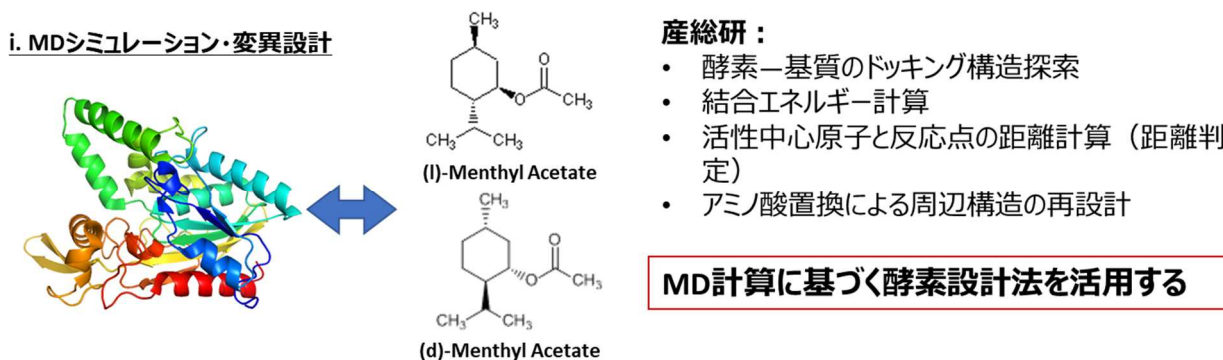 i. MDシミュレーション・変異設計
CH₃
O
O
CH₃
H₃C
CH₃
(l)-Menthyl Acetate
CH₃
O
O
CH₃
CH₃
CH₃
(d)-Menthyl Acetate
産総研：
• 酵素―基質のドッキング構造探索
• 結合エネルギー計算
• 活性中心原子と反応点の距離計算（距離判
定）
• アミノ酸置換による周辺構造の再設計
MD計算に基づく酵素設計法を活用する